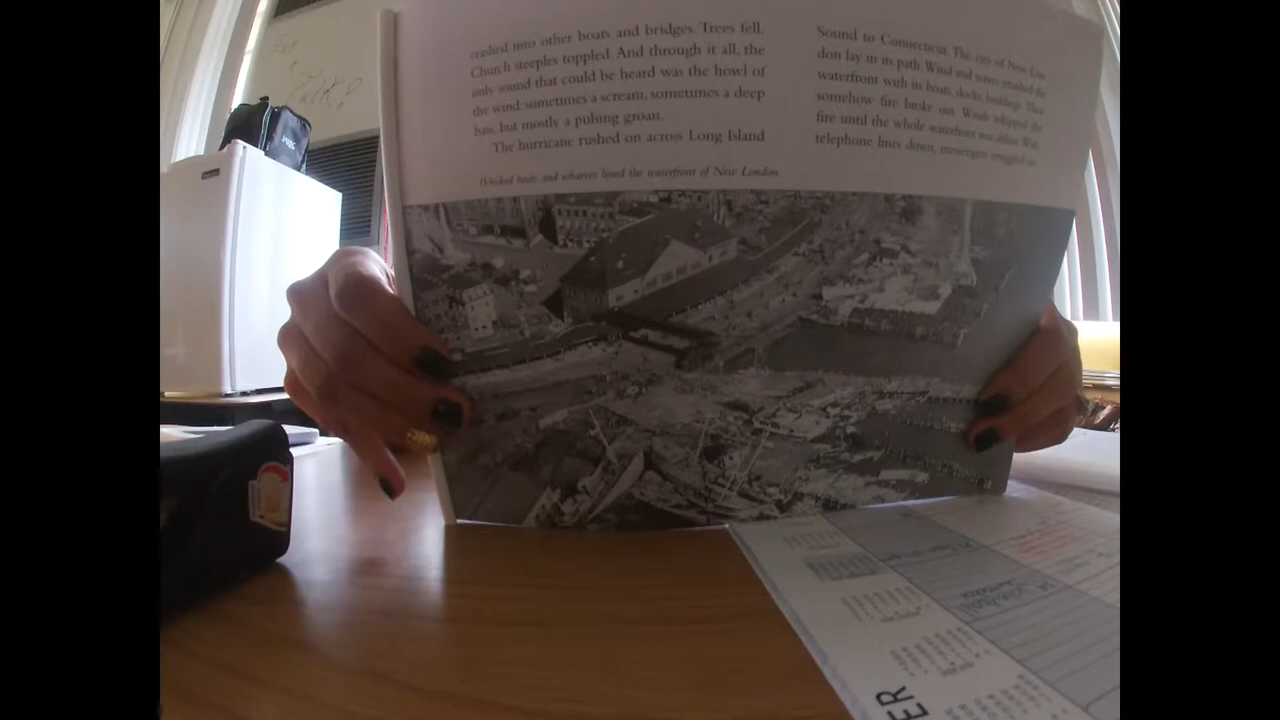 crashed into other boats and bridges. Trees fell.
Church steeples toppled. And through it all, the
only sound that could be heard was the howl of
the wind: sometimes a scream, sometimes a deep
bass, but mostly a pulsing groan.
The hurricane rushed on across Long Island
Sound to Connecticut. The city of New Lon-
don lay in its path. Wind and waves smashed the
waterfront with its boats, docks, buildings. Then
somehow fire broke out. Winds whipped the
fire until the whole waterfront was ablaze. With
telephone lines down, messengers struggled on
Wrecked boats and wharves lined the waterfront of New London
Talk?
ER